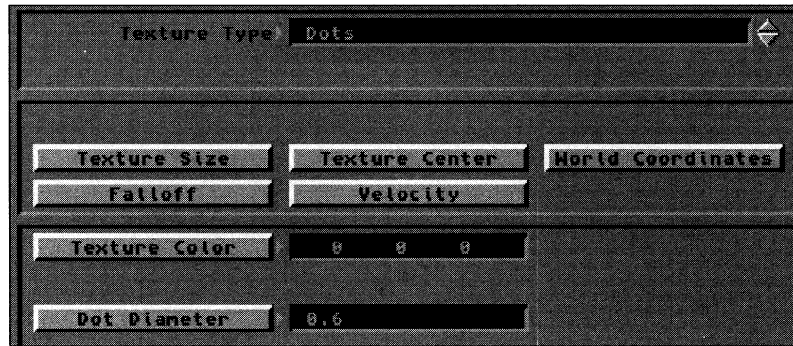 Texture Type Dots
Texture Size Texture Center World Coordinates
Falloff Velocity
Texture Color 0 0 0
Dot Diameter 0.6